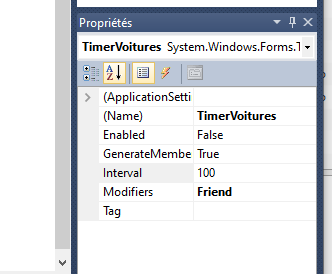 Propriétés
TimerVoitures System.Windows.Forms.T
(ApplicationSetti
(Name) TimerVoitures
Enabled False
GenerateMembe True
Interval 100
Modifiers Friend
Tag